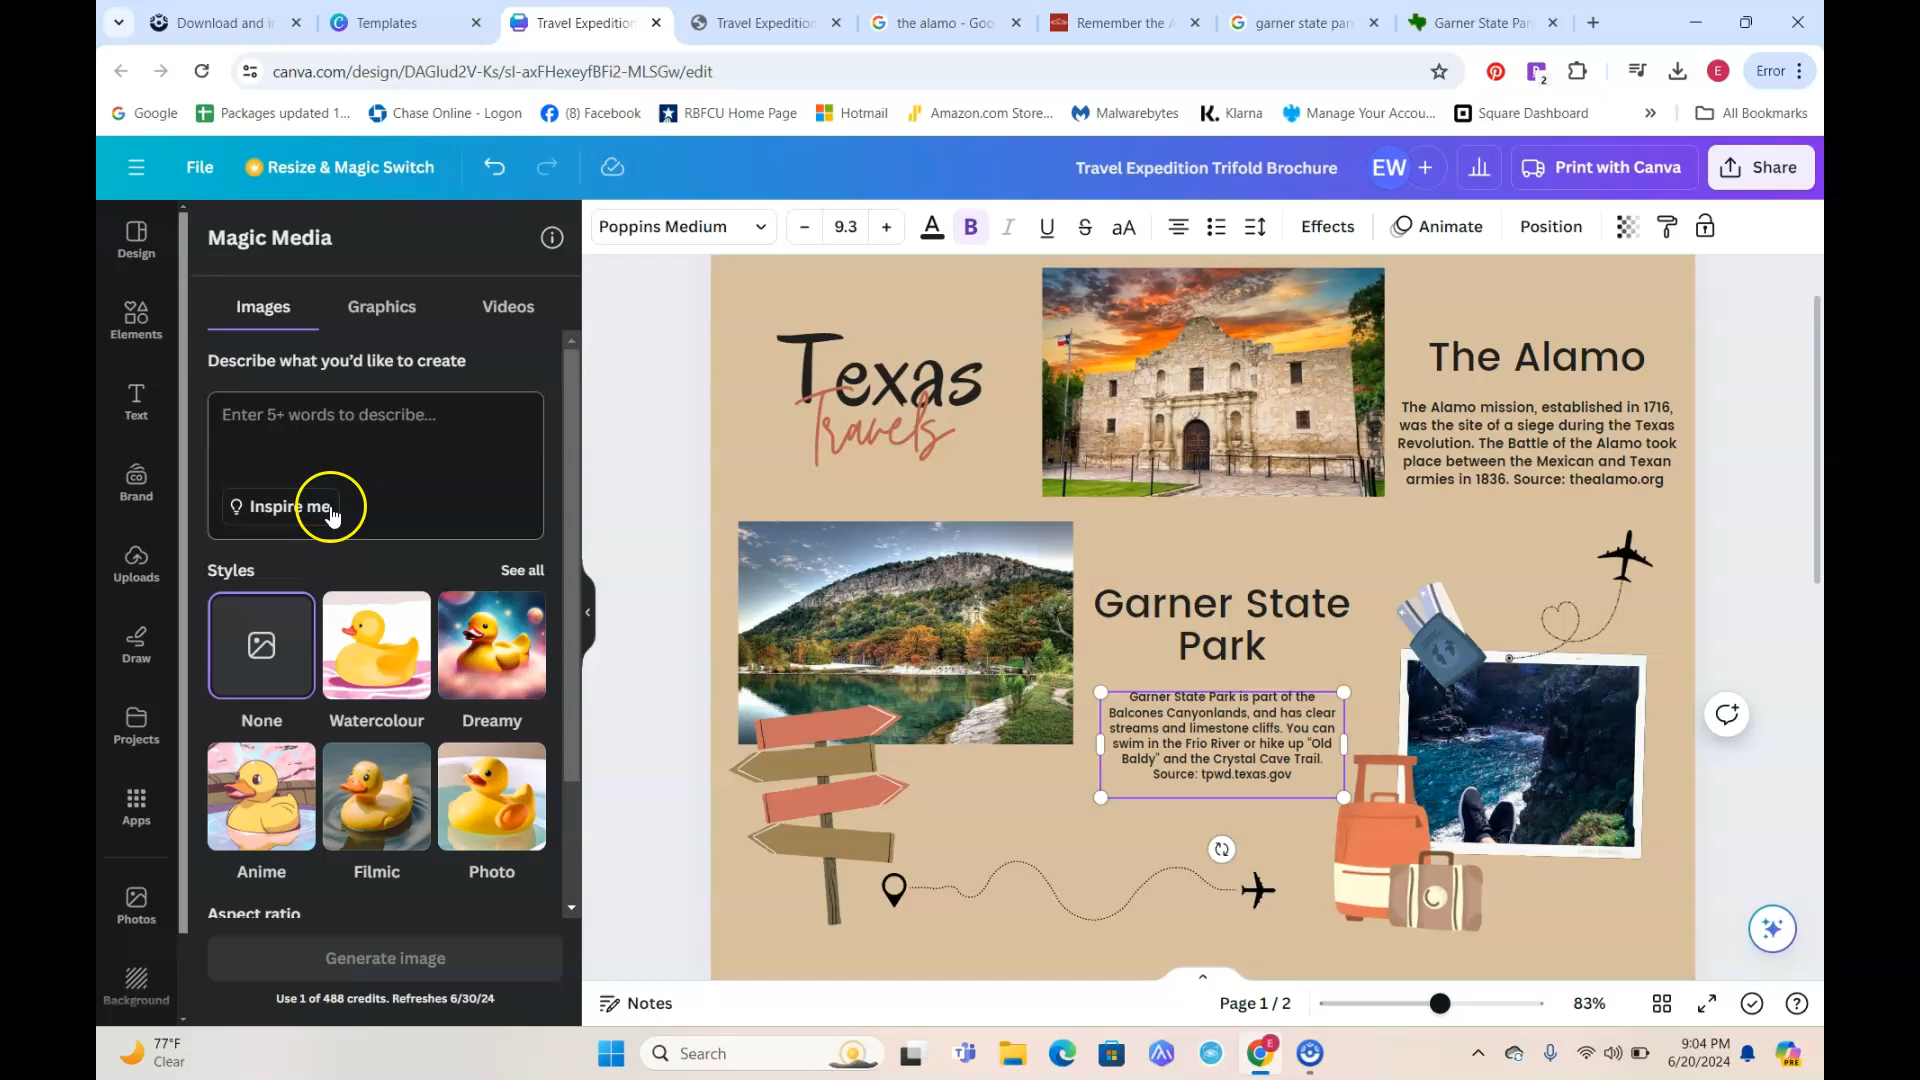 Download and in
Templates
Travel Expedition
Travel Expedition
the alamo - Goo
Remember the A
garner state par
Garner State Par
canva.com/design/DAGIud2V-Ks/sI-axFHexeyfBFi2-MLSGw/edit
2
E
Error
Google
Packages updated 1...
Chase Online - Logon
(8) Facebook
RBFCU Home Page
Hotmail
Amazon.com Store...
Malwarebytes
Klarna
Manage Your Accou...
Square Dashboard
All Bookmarks
File
Resize & Magic Switch
Travel Expedition Trifold Brochure
EW
Print with Canva
Share
Poppins Medium
– 9.3 +
A
B
I
U
S
aA
Effects
Animate
Position
Design
Elements
Text
Brand
Uploads
Draw
Projects
Apps
Photos
Background
Magic Media
Images
Graphics
Videos
Describe what you'd like to create
Enter 5+ words to describe...
Inspire me
Styles
See all
None
Watercolour
Dreamy
Anime
Filmic
Photo
Aspect ratio
Generate image
Use 1 of 488 credits. Refreshes 6/30/24
Texas
Travels
The Alamo
The Alamo mission, established in 1716,
was the site of a siege during the Texas
Revolution. The Battle of the Alamo took
place between the Mexican and Texan
armies in 1836. Source: thealamo.org
Garner State
Park
Garner State Park is part of the
Balcones Canyonlands, and has clear
streams and limestone cliffs. You can
swim in the Frio River or hike up "Old
Baldy" and the Crystal Cave Trail.
Source: tpwd.texas.gov
Notes
Page 1 / 2
83%
77°F
Clear
Search
E
9:04 PM
6/20/2024
PRE